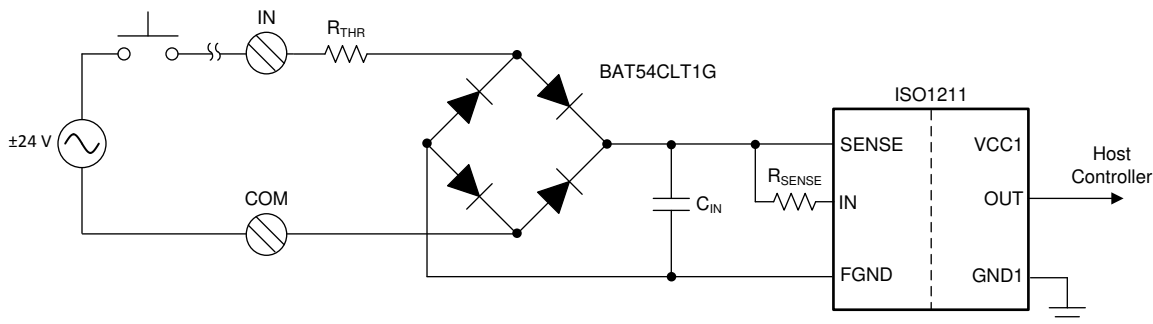 IN
R_THR
BAT54CLT1G
ISO1211
±24 V
SENSE
VCC1
Host
Controller
R_SENSE
IN
OUT
COM
C_IN
FGND
GND1